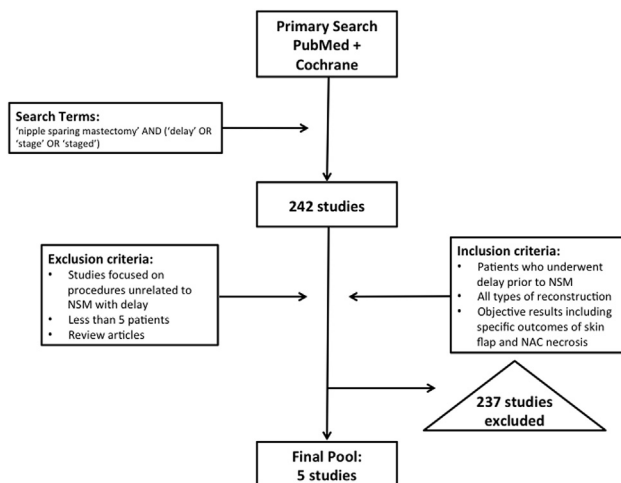 Primary Search
PubMed +
Cochrane
Search Terms:
‘nipple sparing mastectomy’ AND (‘delay’ OR
‘stage’ OR ‘staged’)
242 studies
Exclusion criteria:
• Studies focused on
procedures unrelated to
NSM with delay
• Less than 5 patients
• Review articles
Inclusion criteria:
• Patients who underwent
delay prior to NSM
• All types of reconstruction
• Objective results including
specific outcomes of skin
flap and NAC necrosis
237 studies
excluded
Final Pool:
5 studies